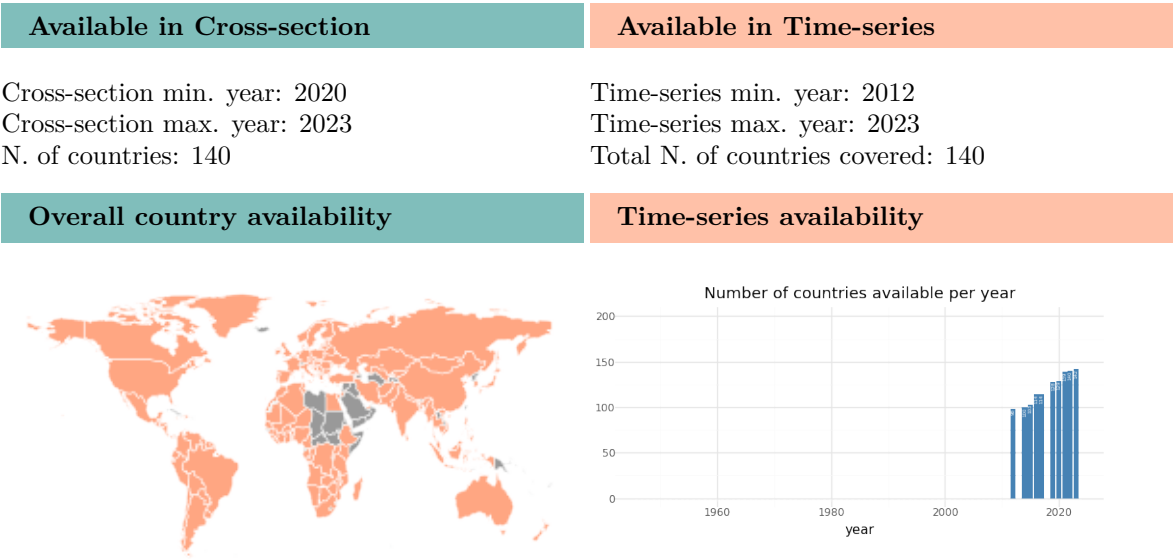 Available in Cross-section
Available in Time-series
Cross-section min. year: 2020
Cross-section max. year: 2023
N. of countries: 140
Time-series min. year: 2012
Time-series max. year: 2023
Total N. of countries covered: 140
Overall country availability
Time-series availability
Number of countries available per year
200
150
100
50
0
1960
1980
2000
2020
year